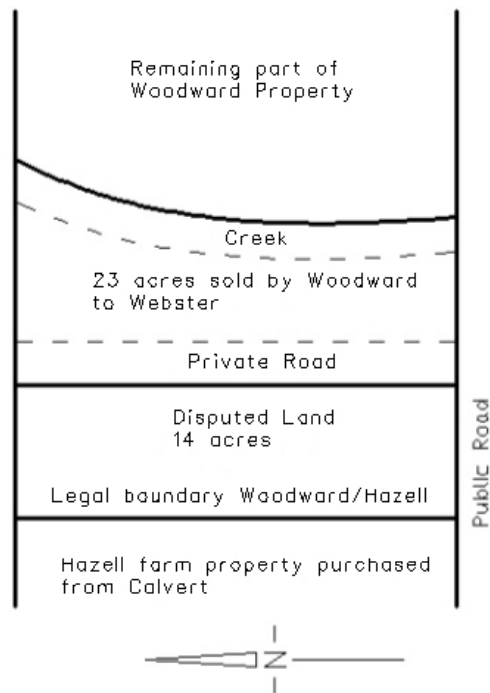 Remaining part of
Woodward Property
Creek
23 acres sold by Woodward
to Webster
Private Road
Disputed Land
14 acres
Legal boundary Woodward/Hazell
Public Road
Hazell farm property purchased
from Calvert
N